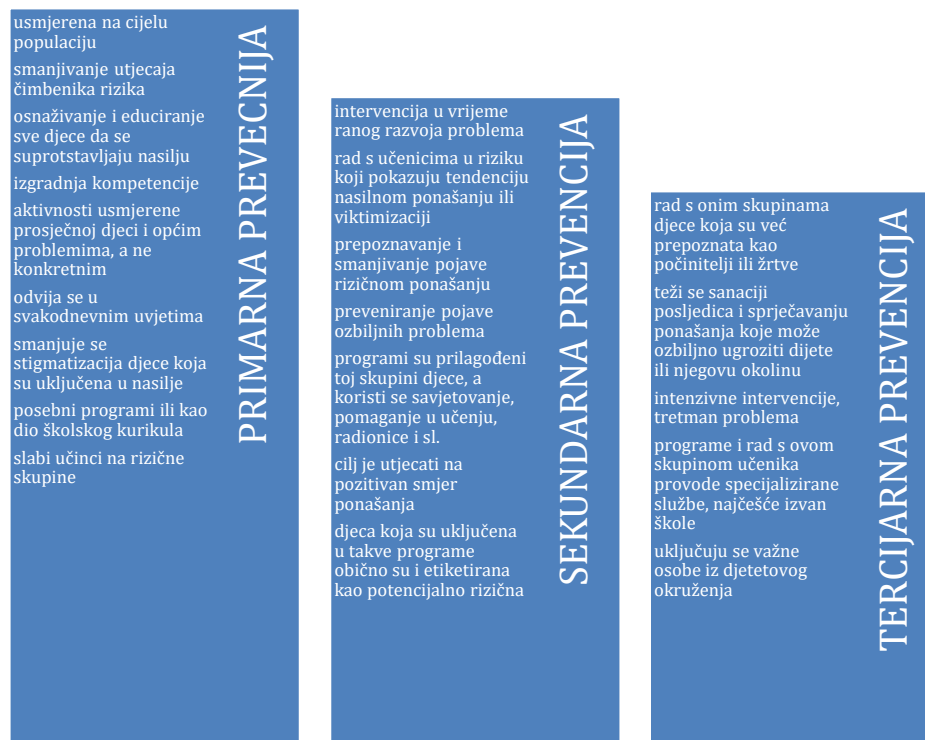 usmjerena na cijelu
populaciju
smanjivanje utjecaja
čimbenika rizika
osnaživanje i educiranje
sve djece da se
suprotstavljaju nasilju
izgradnja kompetencije
aktivnosti usmjerene
prosječnoj djeci i općim
problemima, a ne
konkretnim
odvija se u
svakodnevnim uvjetima
smanjuje se
stigmatizacija djece koja
su uključena u nasilje
posebni programi ili kao
dio školskog kurikula
slabi učinci na rizične
skupine
PRIMARNA PREVECNIJA
intervencija u vrijeme
ranog razvoja problema
rad s učenicima u riziku
koji pokazuju tendenciju
nasilnom ponašanju ili
viktimizaciji
prepoznavanje i
smanjivanje pojave
rizičnom ponašanju
preveniranje pojave
ozbiljnih problema
programi su prilagođeni
toj skupini djece, a
koristi se savjetovanje,
pomaganje u učenju,
radionice i sl.
cilj je utjecati na
pozitivan smjer
ponašanja
djeca koja su uključena
u takve programe
obično su i etiketirana
kao potencijalno rizična
SEKUNDARNA PREVENCIJA
rad s onim skupinama
djece koja su već
prepoznata kao
počinitelji ili žrtve
teži se sanaciji
posljedica i sprječavanju
ponašanja koje može
ozbiljno ugroziti dijete
ili njegovu okolinu
intenzivne intervencije,
tretman problema
programe i rad s ovom
skupinom učenika
provode specijalizirane
službe, najčešće izvan
škole
uključuju se važne
osobe iz djetetovog
okruženja
TERCIJARNA PREVENCIJA